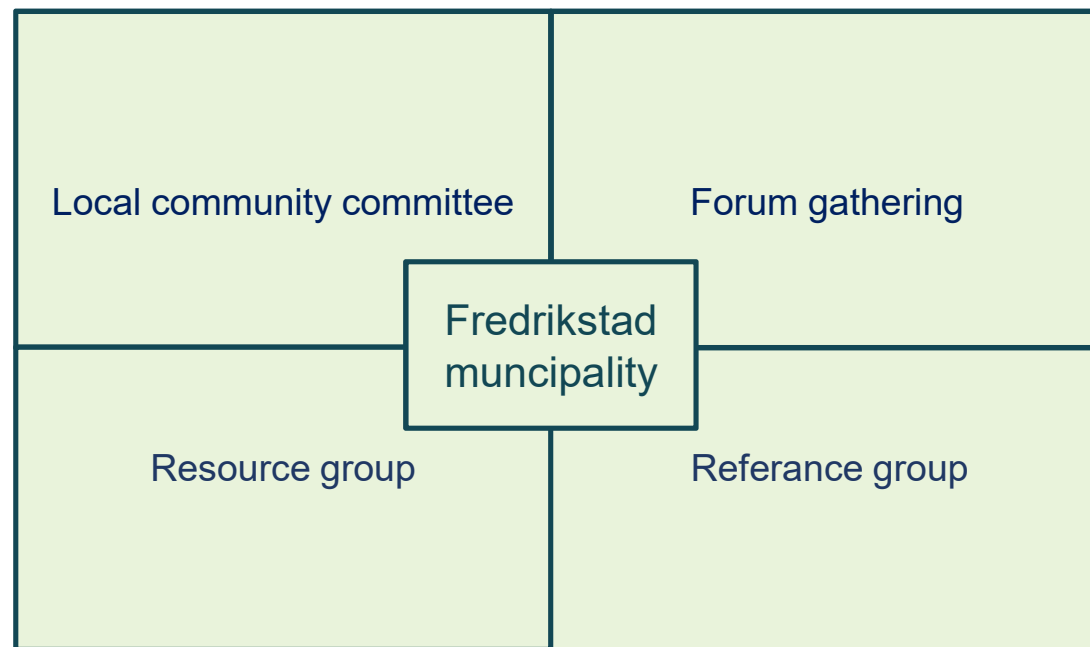 Local community committee
Forum gathering
Fredrikstad
muncipality
Resource group
Referance group